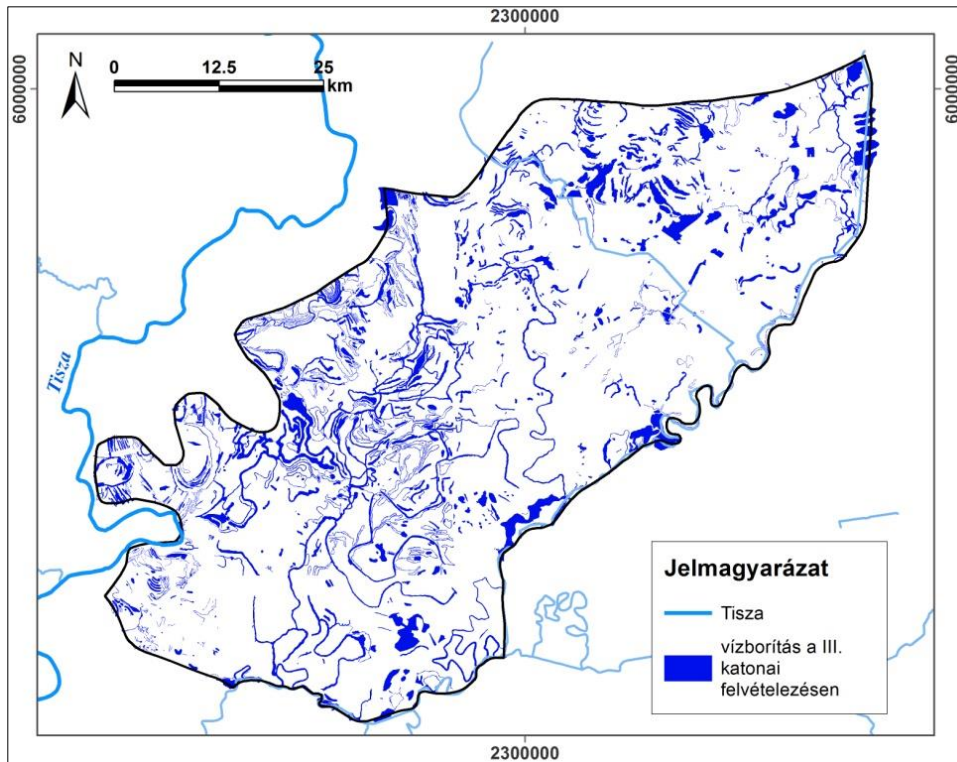 2300000
6000000
6000000
N
0 12.5 25
km
Tisza
Jelmagyarázat
Tisza
vízborítás a III.
katonai
felvételezésen
2300000